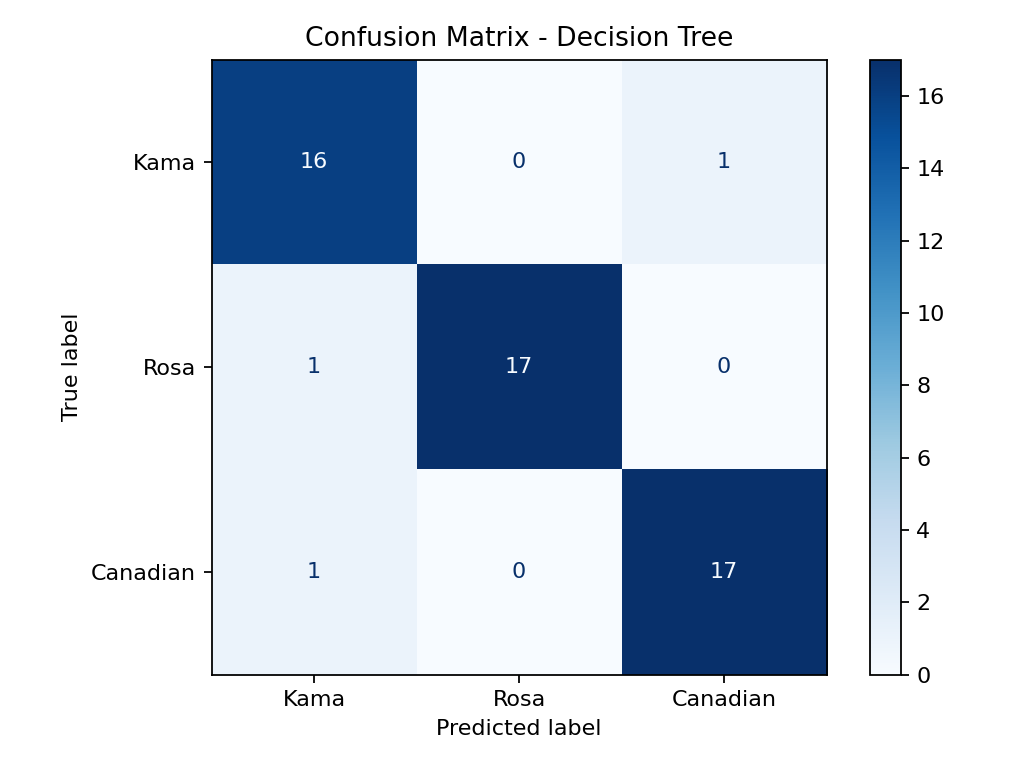 Confusion Matrix - Decision Tree
True label
Kama
16
0
1
Rosa
1
17
0
Canadian
1
0
17
Kama
Rosa
Canadian
Predicted label
16
14
12
10
8
6
4
2
0